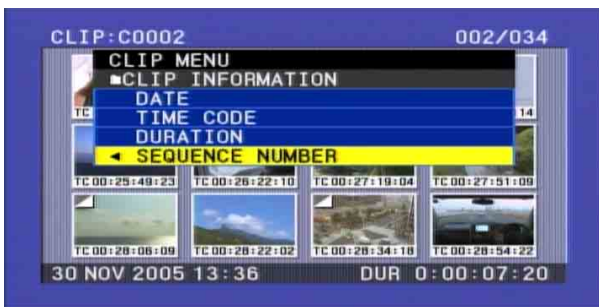 CLIP:C0002 002/034
CLIP MENU
CLIP INFORMATION
DATE
TC 14
TIME CODE
DURATION
◄ SEQUENCE NUMBER
TC 00:25:49:23 TC 00:26:22:10 TC 00:27:19:04 TC 00:27:51:09
TC 00:28:06:09 TC 00:28:22:02 TC 00:28:34:18 TC 00:28:54:22
30 NOV 2005 13:36 DUR 0:00:07:20